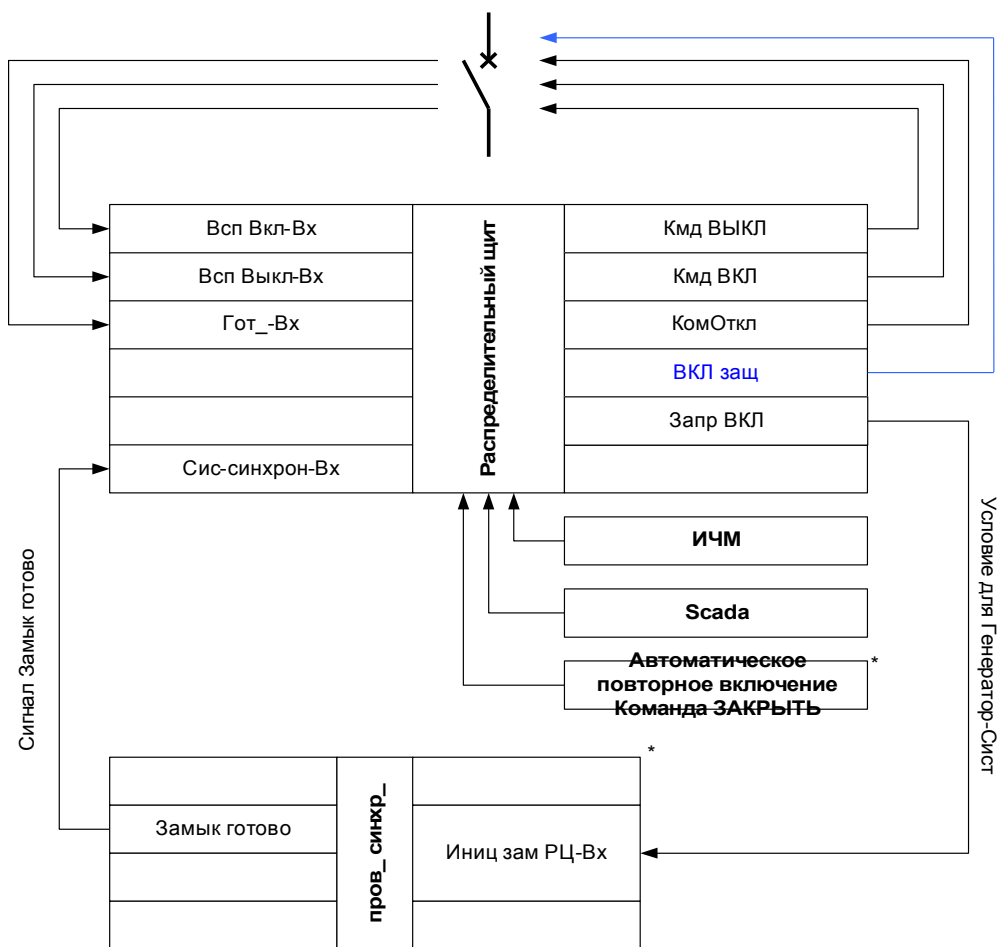 Всп Вкл-Вх
Всп Выкл-Вх
Гот_-Вх
Сис-синхрон-Вх
Распределительный щит
Кмд ВЫКЛ
Кмд ВКЛ
КомОткл
ВКЛ защ
Запр ВКЛ
ИЧМ
Scada
Автоматическое
повторное включение
Команда ЗАКРЫТЬ
*
Сигнал Замык готово
Условие для Генератор-Сист
*
Замык готово
пров_ синхр_
Иниц зам РЦ-Вх